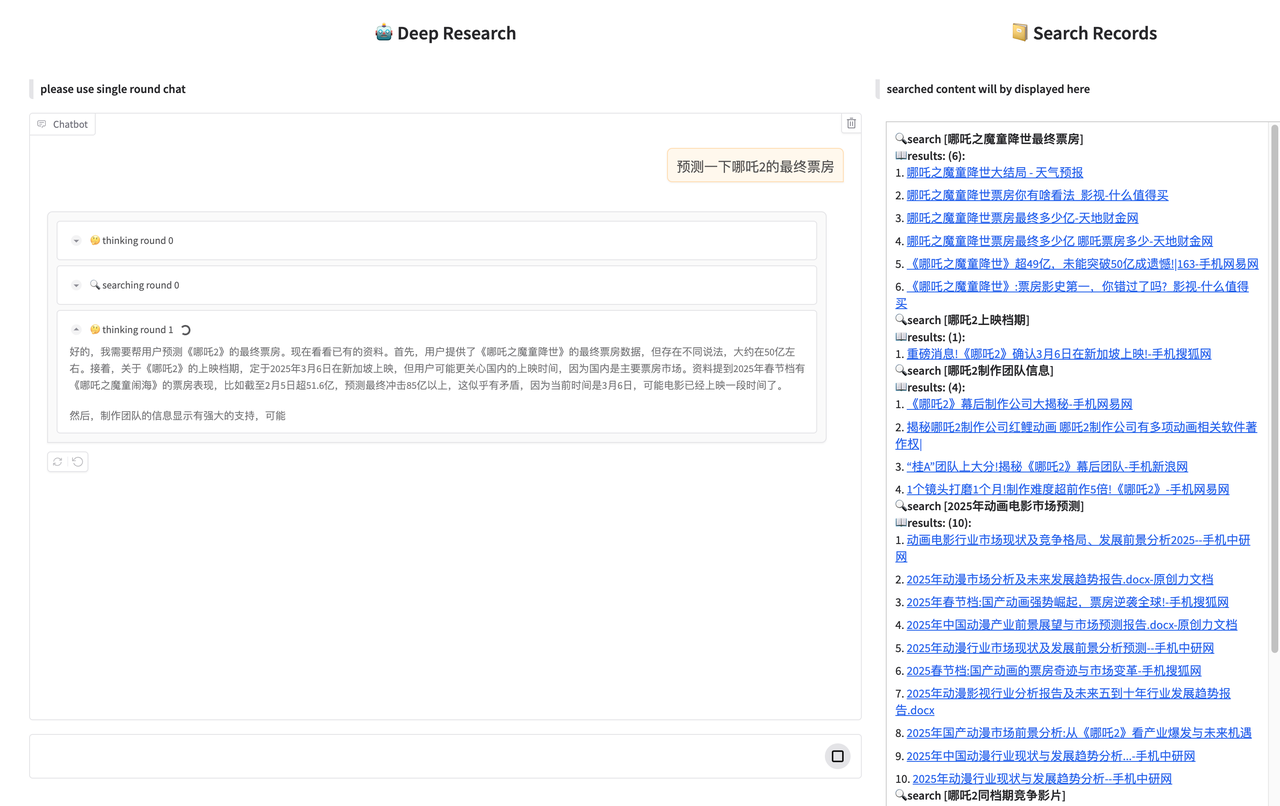 Deep Research
please use single round chat
Chatbot
预测一下哪吒2的最终票房
thinking round 0
searching round 0
thinking round 1
好的，我需要帮用户预测《哪吒2》的最终票房。现在看看已有的资料。首先，用户提供了《哪吒之魔童降世》的最终票房数据，但存在不同说法，大约在50亿左
右。接着，关于《哪吒2》的上映档期，定于2025年3月6日在新加坡上映，但用户可能更关心国内的上映时间，因为国内是主要票房市场。资料提到2025年春节档有
《哪吒之魔童闹海》的票房表现，比如截至2月5日超51.6亿，预测最终冲击85亿以上，这似乎有矛盾，因为当前时间是3月6日，可能电影已经上映一段时间了。
然后，制作团队的信息显示有强大的支持，可能
Search Records
searched content will by displayed here
search [哪吒之魔童降世最终票房]
results: (6):
1. 哪吒之魔童降世大结局 - 天气预报
2. 哪吒之魔童降世票房你有啥看法_影视-什么值得买
3. 哪吒之魔童降世票房最终多少亿-天地财金网
4. 哪吒之魔童降世票房最终多少亿 哪吒票房多少-天地财金网
5. 《哪吒之魔童降世》超49亿，未能突破50亿成遗憾!|163-手机网易网
6. 《哪吒之魔童降世》:票房影史第一，你错过了吗?_影视-什么值得
买
search [哪吒2上映档期]
results: (1):
1. 重磅消息!《哪吒2》确认3月6日在新加坡上映!-手机搜狐网
search [哪吒2制作团队信息]
results: (4):
1. 《哪吒2》幕后制作公司大揭秘-手机网易网
2. 揭秘哪吒2制作公司红鲤动画 哪吒2制作公司有多项动画相关软件著
作权|
3. “桂A”团队上大分!揭秘《哪吒2》幕后团队-手机新浪网
4. 1个镜头打磨1个月!制作难度超前作5倍!《哪吒2》-手机网易网
search [2025年动画电影市场预测]
results: (10):
1. 动画电影行业市场现状及竞争格局、发展前景分析2025--手机中研
网
2. 2025年动漫市场分析及未来发展趋势报告.docx-原创力文档
3. 2025年春节档:国产动画强势崛起，票房逆袭全球!-手机搜狐网
4. 2025年中国动漫产业前景展望与市场预测报告.docx-原创力文档
5. 2025年动漫行业市场现状及发展前景分析预测--手机中研网
6. 2025春节档:国产动画的票房奇迹与市场变革-手机搜狐网
7. 2025年动漫影视行业分析报告及未来五到十年行业发展趋势报
告.docx
8. 2025年国产动漫市场前景分析:从《哪吒2》看产业爆发与未来机遇
9. 2025年中国动漫行业现状与发展趋势分析...-手机中研网
10. 2025年动漫行业现状与发展趋势分析--手机中研网
search [哪吒2同档期竞争影片]